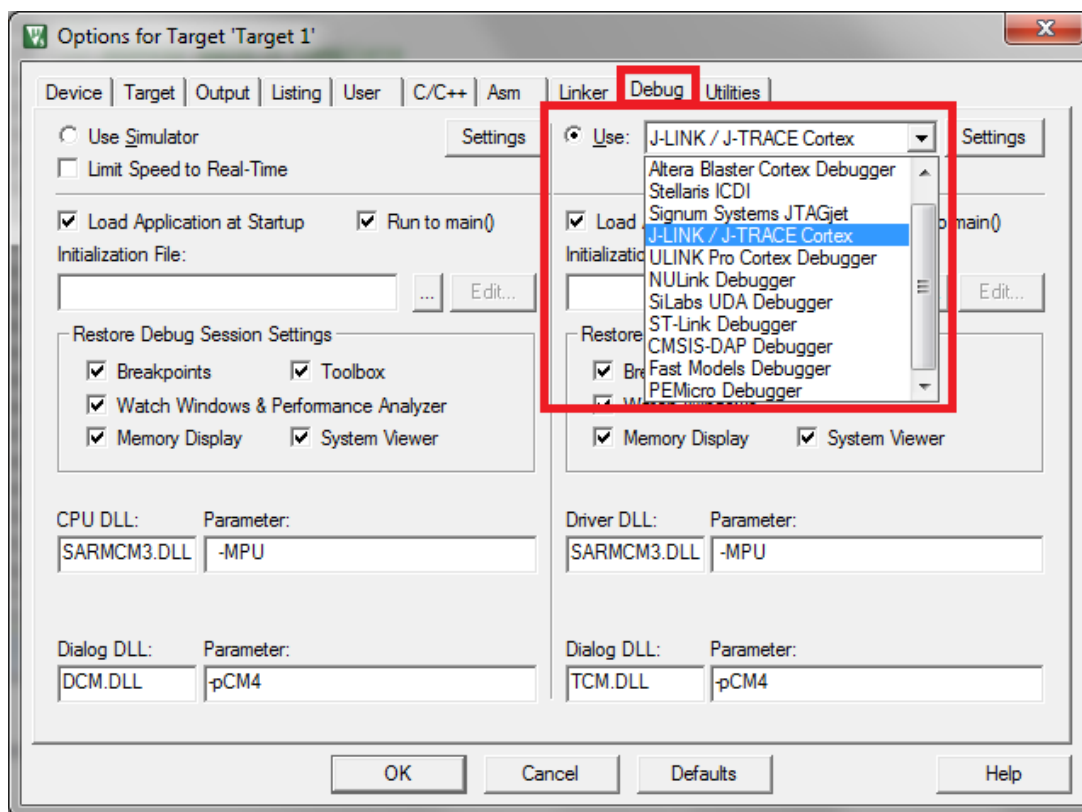 Options for Target 'Target 1'
Device Target Output Listing User C/C++ Asm Linker Debug Utilities
Use Simulator
Settings
Limit Speed to Real-Time
Load Application at Startup
Run to main()
Initialization File:
...
Edit...
Restore Debug Session Settings
Breakpoints
Toolbox
Watch Windows & Performance Analyzer
Memory Display
System Viewer
CPU DLL:
Parameter:
SARMCM3.DLL
-MPU
Dialog DLL:
Parameter:
DCM.DLL
-pCM4
Use:
J-LINK / J-TRACE Cortex
Settings
Altera Blaster Cortex Debugger
Stellaris ICDI
Signum Systems JTAGjet
J-LINK / J-TRACE Cortex
ULINK Pro Cortex Debugger
NULink Debugger
SiLabs UDA Debugger
ST-Link Debugger
CMSIS-DAP Debugger
Fast Models Debugger
PEMicro Debugger
Load
main()
Edit...
Restore
Memory Display
System Viewer
Driver DLL:
Parameter:
SARMCM3.DLL
-MPU
Dialog DLL:
Parameter:
TCM.DLL
-pCM4
OK
Cancel
Defaults
Help